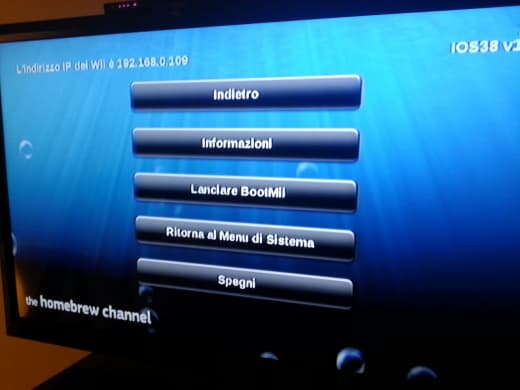 L'indirizzo IP del Wii è 192.168.0.109
IOS38
Indietro
Informazioni
Lanciare BootMii
Ritorna al Menu di Sistema
Spegni
the homebrew channel